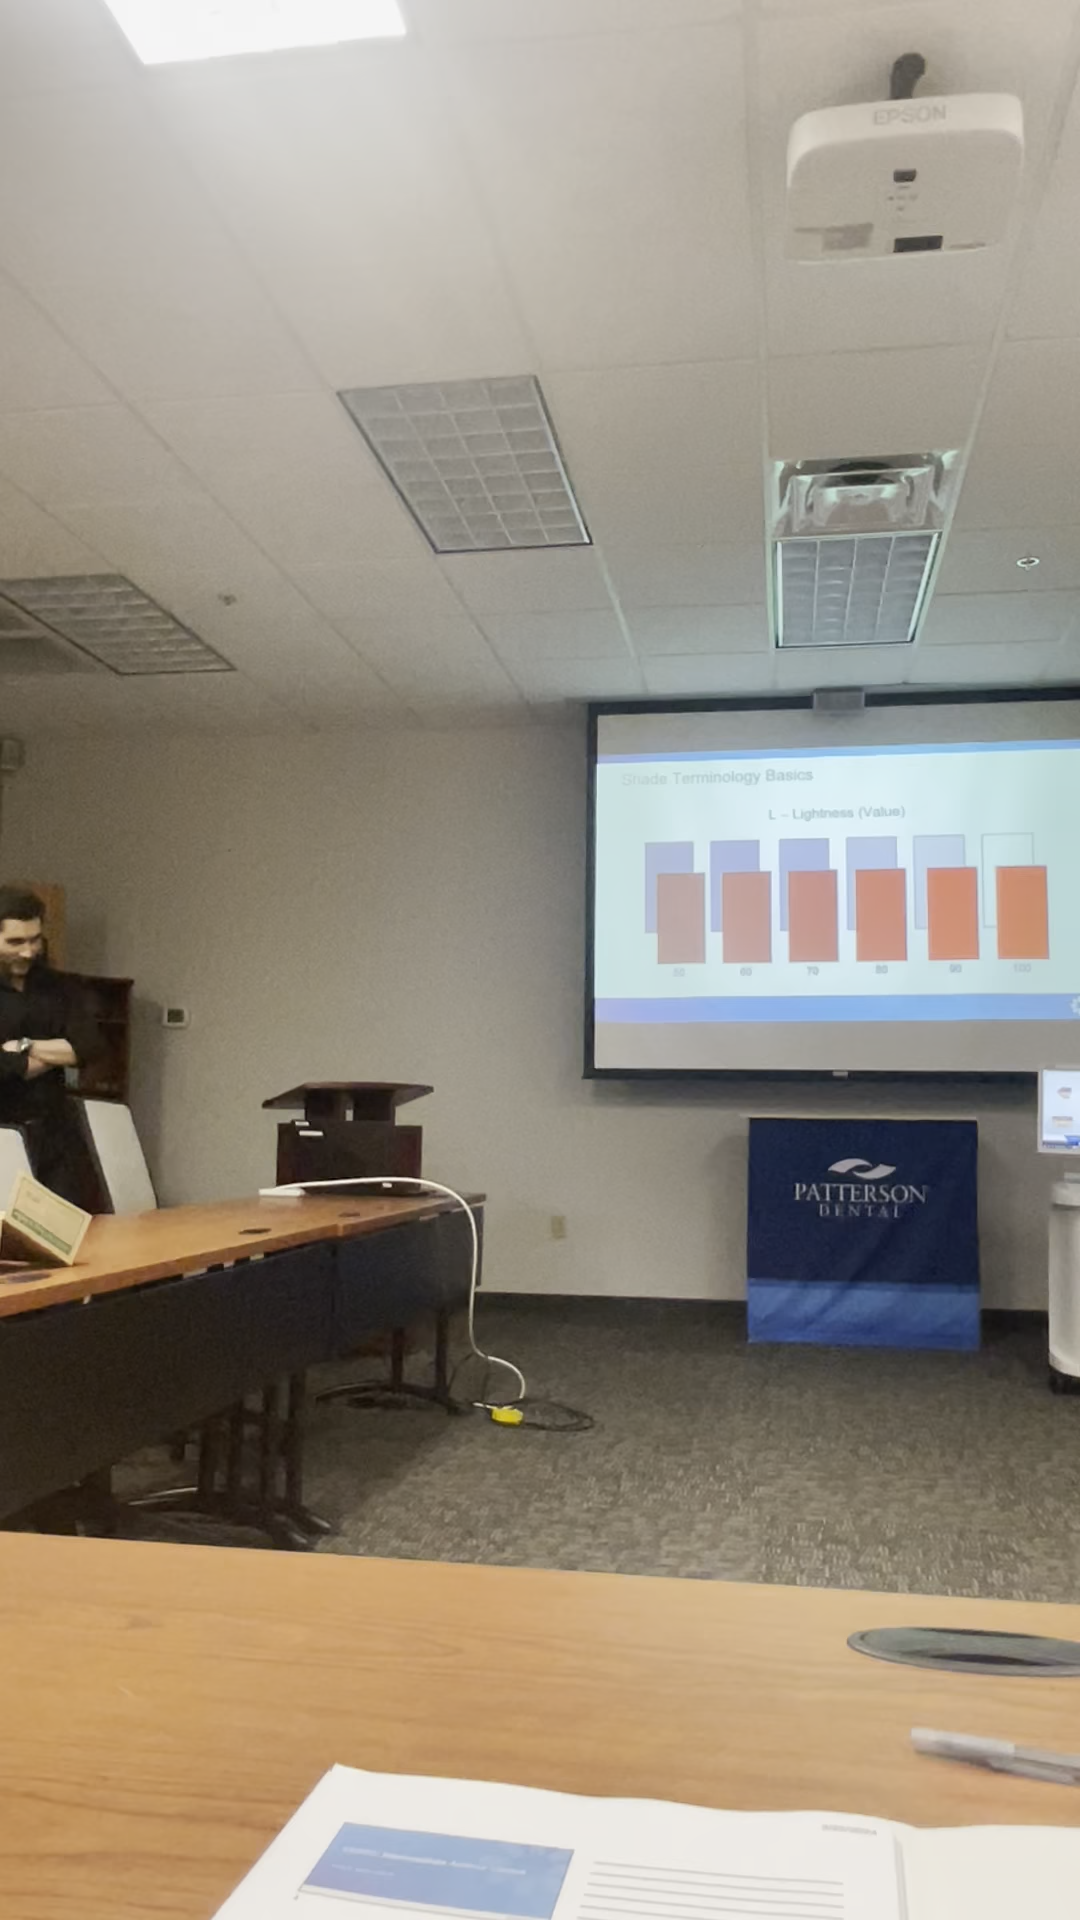 EPSON
Shade Terminology Basics
L – Lightness (Value)
50 60 70 80 90 100
PATTERSON
DENTAL